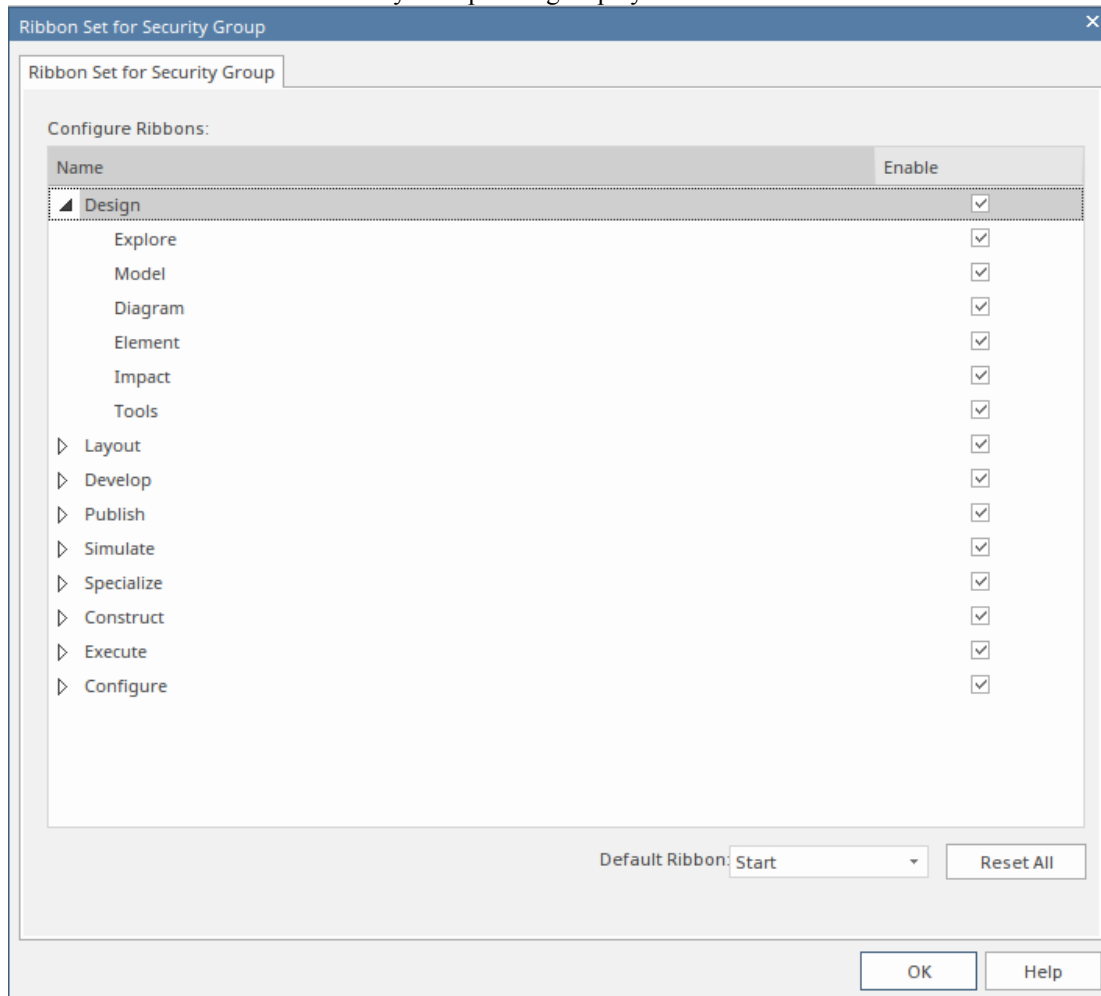 Ribbon Set for Security Group
Ribbon Set for Security Group
Configure Ribbons:
Name Enable
Design
Explore
Model
Diagram
Element
Impact
Tools
Layout
Develop
Publish
Simulate
Specialize
Construct
Execute
Configure
Default Ribbon: Start Reset All
OK Help